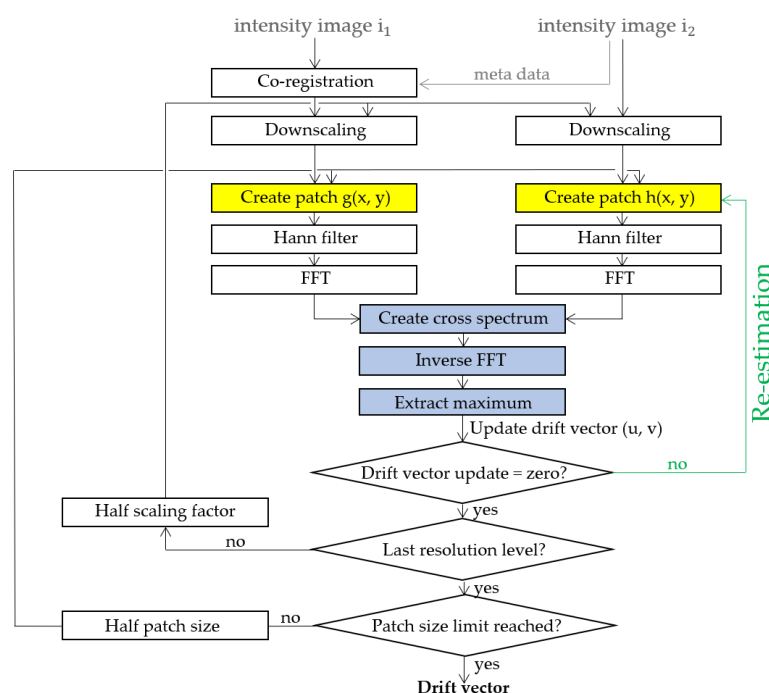 intensity image i₁
intensity image i₂
Co-registration
meta data
Downscaling
Downscaling
Create patch g(x, y)
Create patch h(x, y)
Hann filter
Hann filter
FFT
FFT
Re-estimation
Create cross spectrum
Inverse FFT
Extract maximum
Update drift vector (u, v)
Drift vector update = zero?
no
yes
Half scaling factor
no
Last resolution level?
yes
Half patch size
no
Patch size limit reached?
yes
Drift vector